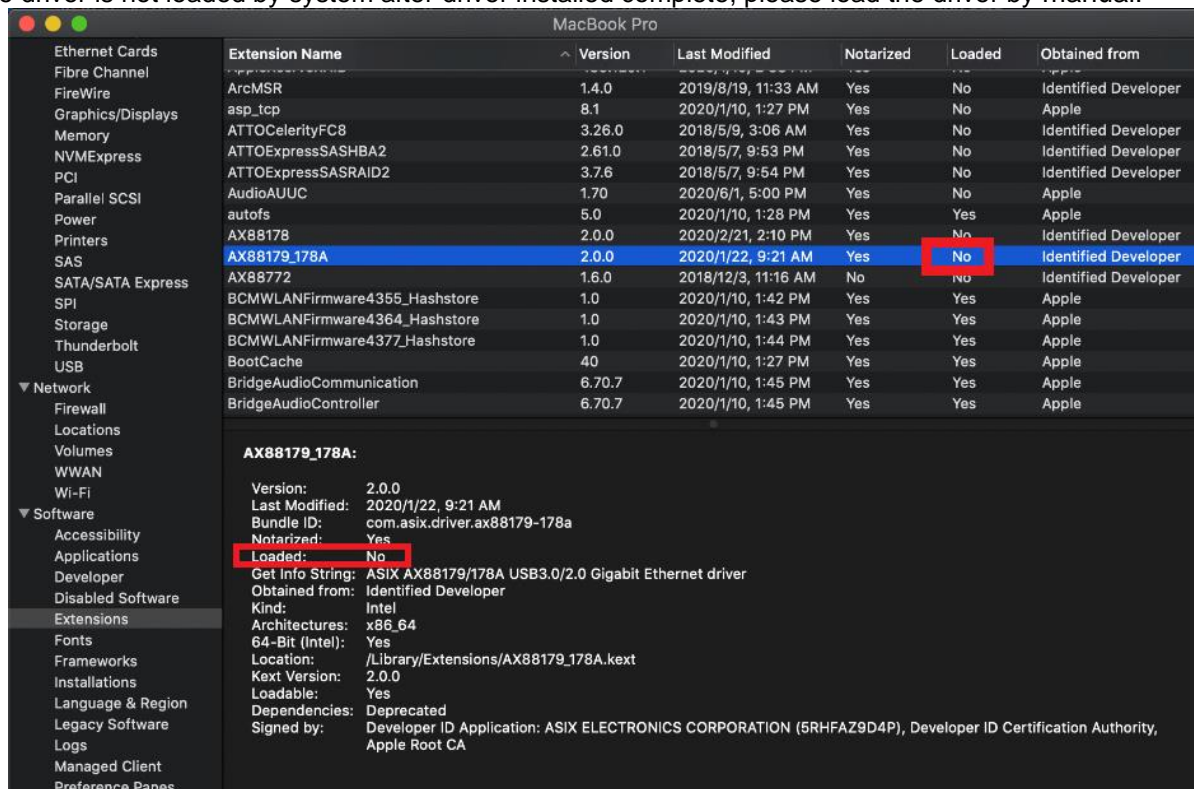 driver is not loaded by system after driver installed complete, please load the driver by manual.
MacBook Pro
Ethernet Cards
Fibre Channel
FireWire
Graphics/Displays
Memory
NVMExpress
PCI
Parallel SCSI
Power
Printers
SAS
SATA/SATA Express
SPI
Storage
Thunderbolt
USB
▼ Network
Firewall
Locations
Volumes
WWAN
Wi-Fi
▼ Software
Accessibility
Applications
Developer
Disabled Software
Extensions
Fonts
Frameworks
Installations
Language & Region
Legacy Software
Logs
Managed Client
Preference Panes
Extension Name Version Last Modified Notarized Loaded Obtained from
ArcMSR 1.4.0 2019/8/19, 11:33 AM Yes No Identified Developer
asp_tcp 8.1 2020/1/10, 1:27 PM Yes No Apple
ATTOCelerityFC8 3.26.0 2018/5/9, 3:06 AM Yes No Identified Developer
ATTOExpressSASHBA2 2.61.0 2018/5/7, 9:53 PM Yes No Identified Developer
ATTOExpressSASRAID2 3.7.6 2018/5/7, 9:54 PM Yes No Identified Developer
AudioAUUC 1.70 2020/6/1, 5:00 PM Yes No Apple
autofs 5.0 2020/1/10, 1:28 PM Yes Yes Apple
AX88178 2.0.0 2020/2/21, 2:10 PM Yes No Identified Developer
AX88179_178A 2.0.0 2020/1/22, 9:21 AM Yes No Identified Developer
AX88772 1.6.0 2018/12/3, 11:16 AM No No Identified Developer
BCMWLANFirmware4355_Hashstore 1.0 2020/1/10, 1:42 PM Yes Yes Apple
BCMWLANFirmware4364_Hashstore 1.0 2020/1/10, 1:43 PM Yes Yes Apple
BCMWLANFirmware4377_Hashstore 1.0 2020/1/10, 1:44 PM Yes Yes Apple
BootCache 40 2020/1/10, 1:27 PM Yes Yes Apple
BridgeAudioCommunication 6.70.7 2020/1/10, 1:45 PM Yes Yes Apple
BridgeAudioController 6.70.7 2020/1/10, 1:45 PM Yes Yes Apple
AX88179_178A:
Version: 2.0.0
Last Modified: 2020/1/22, 9:21 AM
Bundle ID: com.asix.driver.ax88179-178a
Notarized: Yes
Loaded: No
Get Info String: ASIX AX88179/178A USB3.0/2.0 Gigabit Ethernet driver
Obtained from: Identified Developer
Kind: Intel
Architectures: x86_64
64-Bit (Intel): Yes
Location: /Library/Extensions/AX88179_178A.kext
Kext Version: 2.0.0
Loadable: Yes
Dependencies: Deprecated
Signed by: Developer ID Application: ASIX ELECTRONICS CORPORATION (5RHFAZ9D4P), Developer ID Certification Authority,
Apple Root CA